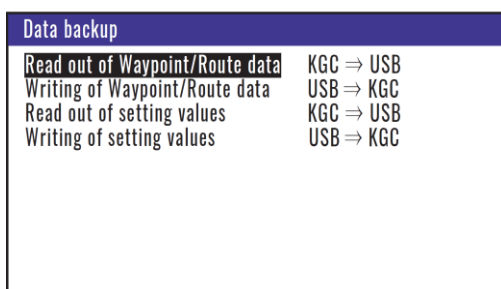 Data backup
Read out of Waypoint/Route data KGC ⇒ USB
Writing of Waypoint/Route data USB ⇒ KGC
Read out of setting values KGC ⇒ USB
Writing of setting values USB ⇒ KGC